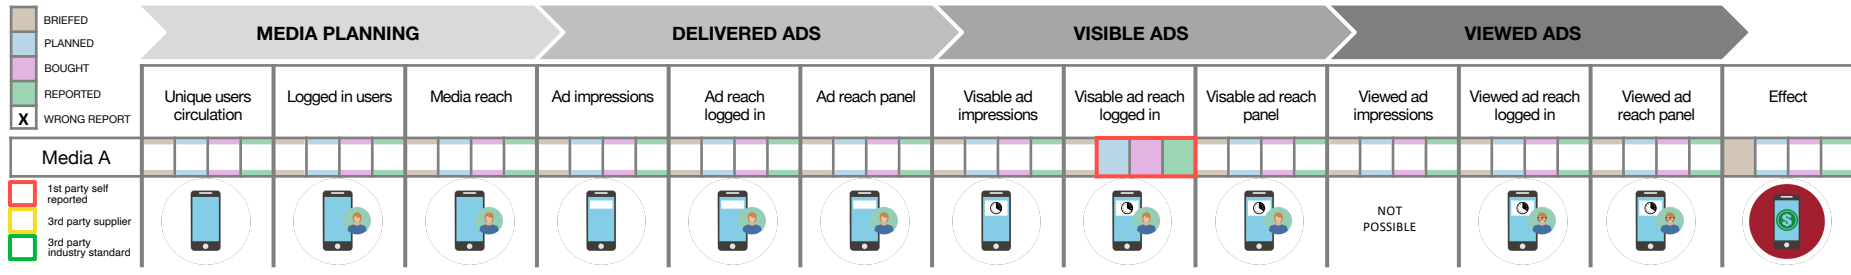 BRIEFED
PLANNED
BOUGHT
REPORTED
X WRONG REPORT
MEDIA PLANNING
DELIVERED ADS
VISIBLE ADS
VIEWED ADS
Unique users
circulation
Logged in users
Media reach
Ad impressions
Ad reach
logged in
Ad reach panel
Visable ad
impressions
Visable ad reach
logged in
Visable ad reach
panel
Viewed ad
impressions
Viewed ad reach
logged in
Viewed ad
reach panel
Effect
Media A
1st party self
reported
3rd party supplier
3rd party
industry standard
NOT
POSSIBLE
$